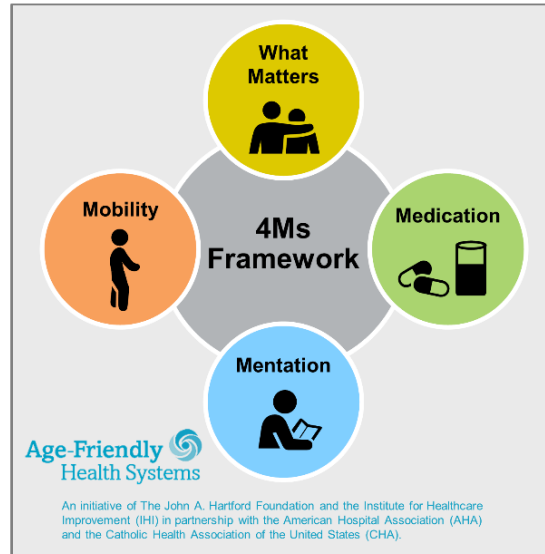 What
Matters
Mobility
4Ms
Framework
Medication
Mentation
Age-Friendly
Health Systems
An initiative of The John A. Hartford Foundation and the Institute for Healthcare
Improvement (IHI) in partnership with the American Hospital Association (AHA)
and the Catholic Health Association of the United States (CHA).